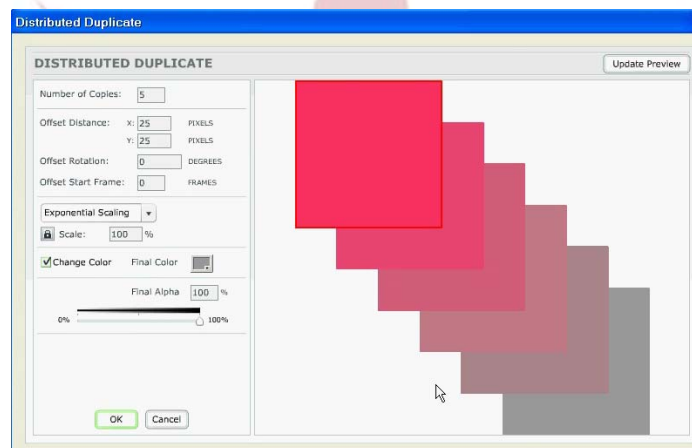 Distributed Duplicate
DISTRIBUTED DUPLICATE
Update Preview
Number of Copies: 5
Offset Distance: X: 25 PIXELS
Y: 25 PIXELS
Offset Rotation: 0 DEGREES
Offset Start Frame: 0 FRAMES
Exponential Scaling
Scale: 100 %
Change Color Final Color
Final Alpha 100 %
0% 100%
OK Cancel